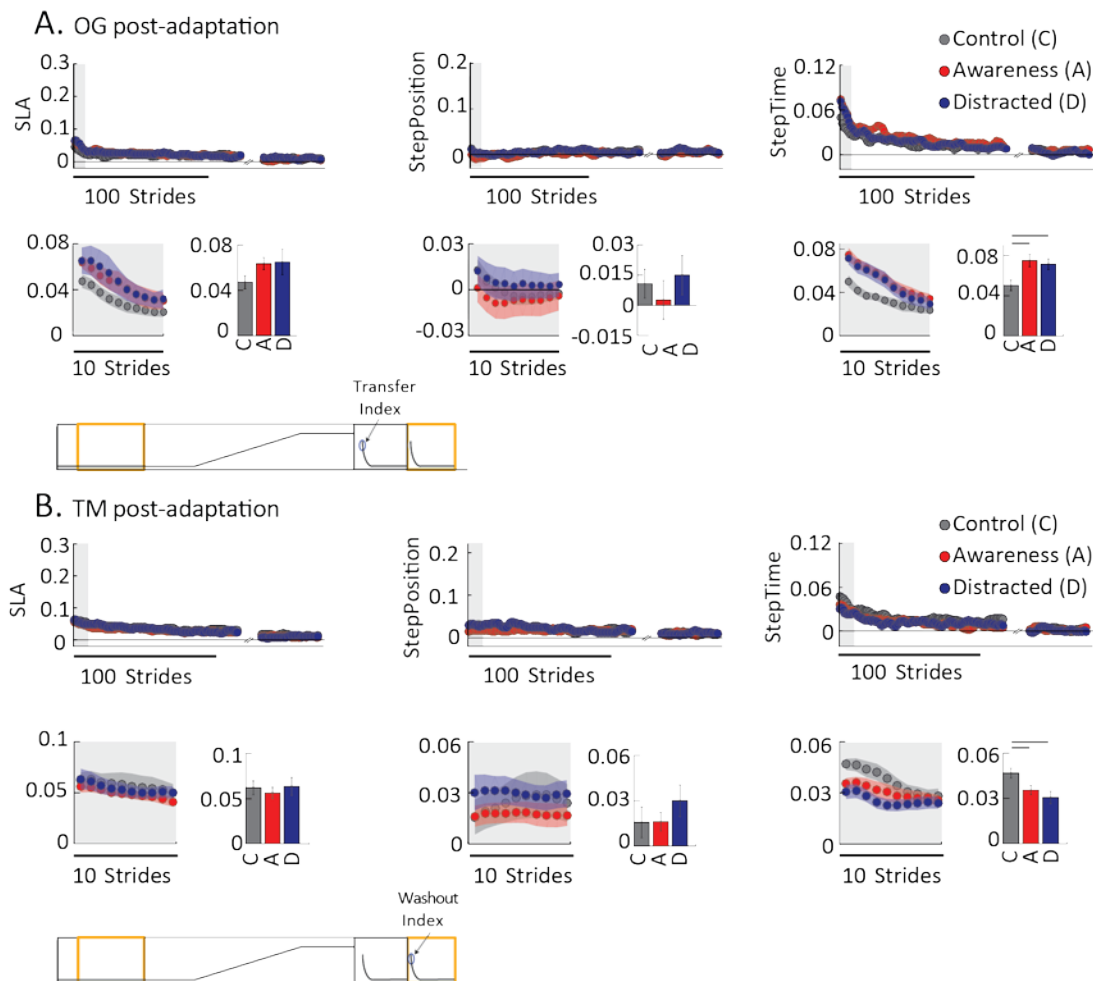 A. OG post-adaptation
Control (C)
Awareness (A)
Distracted (D)
SLA
0.3
0.2
0.1
0
100 Strides
StepPosition
0.2
0.1
0
100 Strides
StepTime
0.12
0.06
0
100 Strides
0.08
0.04
0
10 Strides
0.08
0.04
0
C A D
0.03
0
-0.03
10 Strides
0.03
0.015
0
-0.015
C A D
0.08
0.04
0
10 Strides
0.08
0.04
0
C A D
Transfer
Index
B. TM post-adaptation
Control (C)
Awareness (A)
Distracted (D)
SLA
0.3
0.2
0.1
0
100 Strides
StepPosition
0.2
0.1
0
100 Strides
StepTime
0.12
0.06
0
100 Strides
0.1
0.05
0
10 Strides
0.1
0.05
0
C A D
0.06
0.03
0
10 Strides
0.06
0.03
0
C A D
0.06
0.03
0
10 Strides
0.06
0.03
0
C A D
Washout
Index